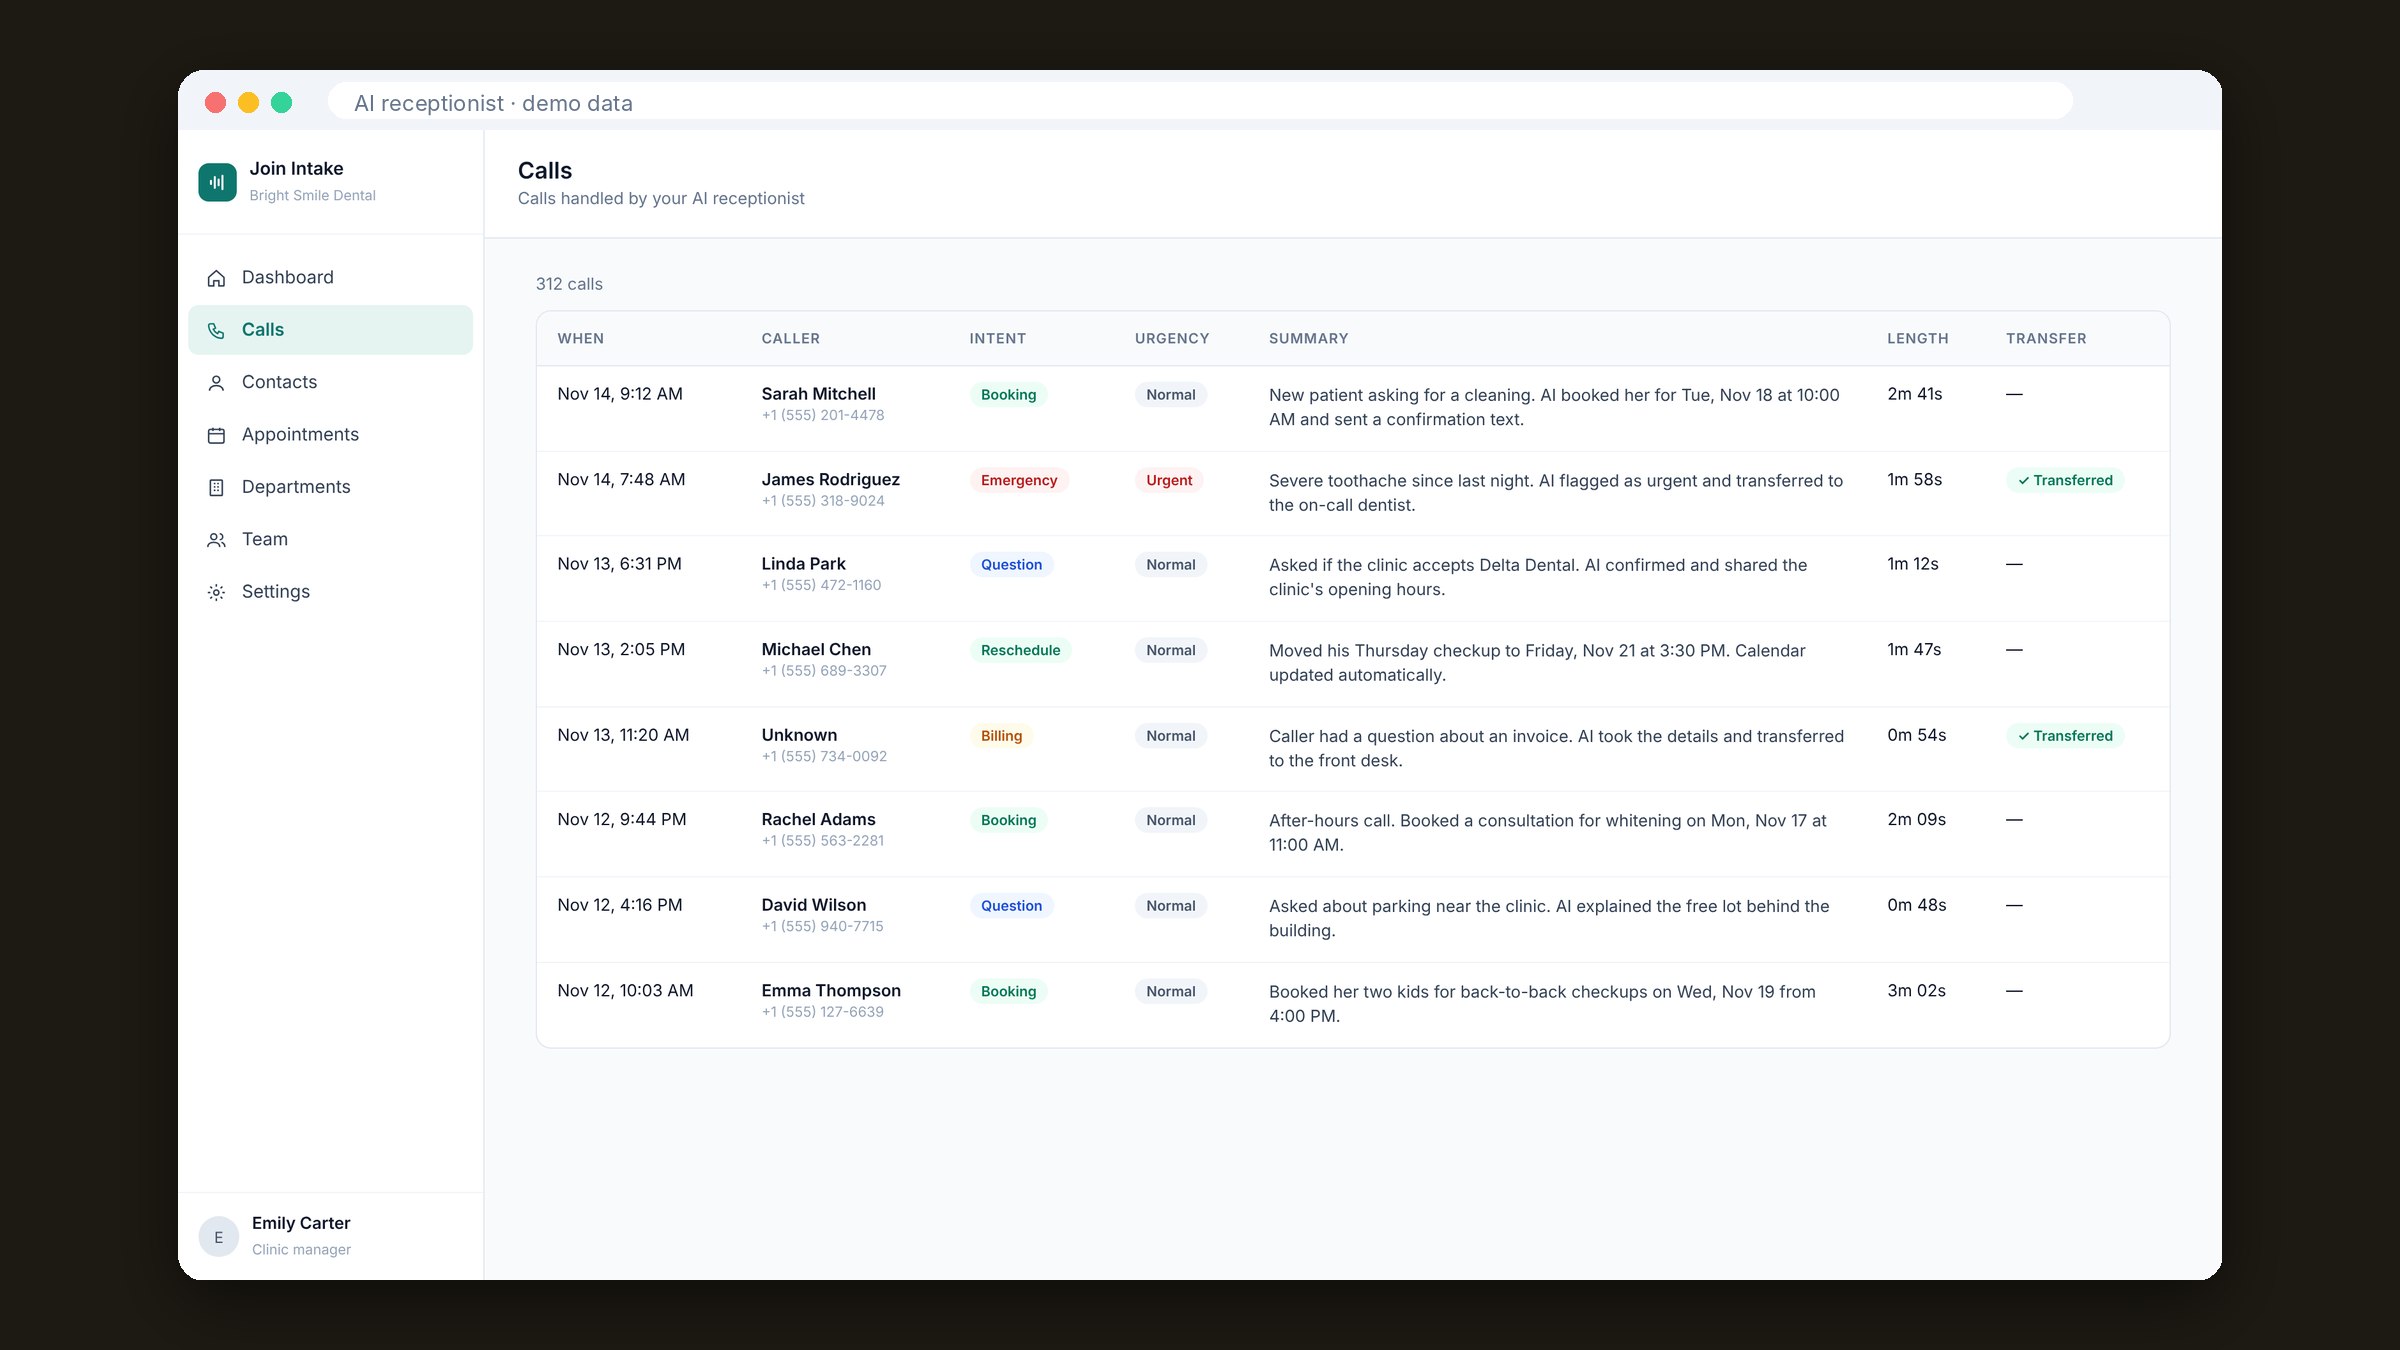 AI receptionist · demo data
Join Intake
Bright Smile Dental
Dashboard
Calls
Contacts
Appointments
Departments
Team
Settings
Emily Carter
E
Clinic manager
Calls
Calls handled by your AI receptionist
312 calls
WHEN CALLER INTENT URGENCY SUMMARY LENGTH TRANSFER
Nov 14, 9:12 AM Sarah Mitchell Booking Normal New patient asking for a cleaning. AI booked her for Tue, Nov 18 at 10:00 2m 41s —
+1 (555) 201-4478 AM and sent a confirmation text.
Nov 14, 7:48 AM James Rodriguez Emergency Urgent Severe toothache since last night. AI flagged as urgent and transferred to 1m 58s ✓ Transferred
+1 (555) 318-9024 the on-call dentist.
Nov 13, 6:31 PM Linda Park Question Normal Asked if the clinic accepts Delta Dental. AI confirmed and shared the 1m 12s —
+1 (555) 472-1160 clinic's opening hours.
Nov 13, 2:05 PM Michael Chen Reschedule Normal Moved his Thursday checkup to Friday, Nov 21 at 3:30 PM. Calendar 1m 47s —
+1 (555) 689-3307 updated automatically.
Nov 13, 11:20 AM Unknown Billing Normal Caller had a question about an invoice. AI took the details and transferred 0m 54s ✓ Transferred
+1 (555) 734-0092 to the front desk.
Nov 12, 9:44 PM Rachel Adams Booking Normal After-hours call. Booked a consultation for whitening on Mon, Nov 17 at 2m 09s —
+1 (555) 563-2281 11:00 AM.
Nov 12, 4:16 PM David Wilson Question Normal Asked about parking near the clinic. AI explained the free lot behind the 0m 48s —
+1 (555) 940-7715 building.
Nov 12, 10:03 AM Emma Thompson Booking Normal Booked her two kids for back-to-back checkups on Wed, Nov 19 from 3m 02s —
+1 (555) 127-6639 4:00 PM.